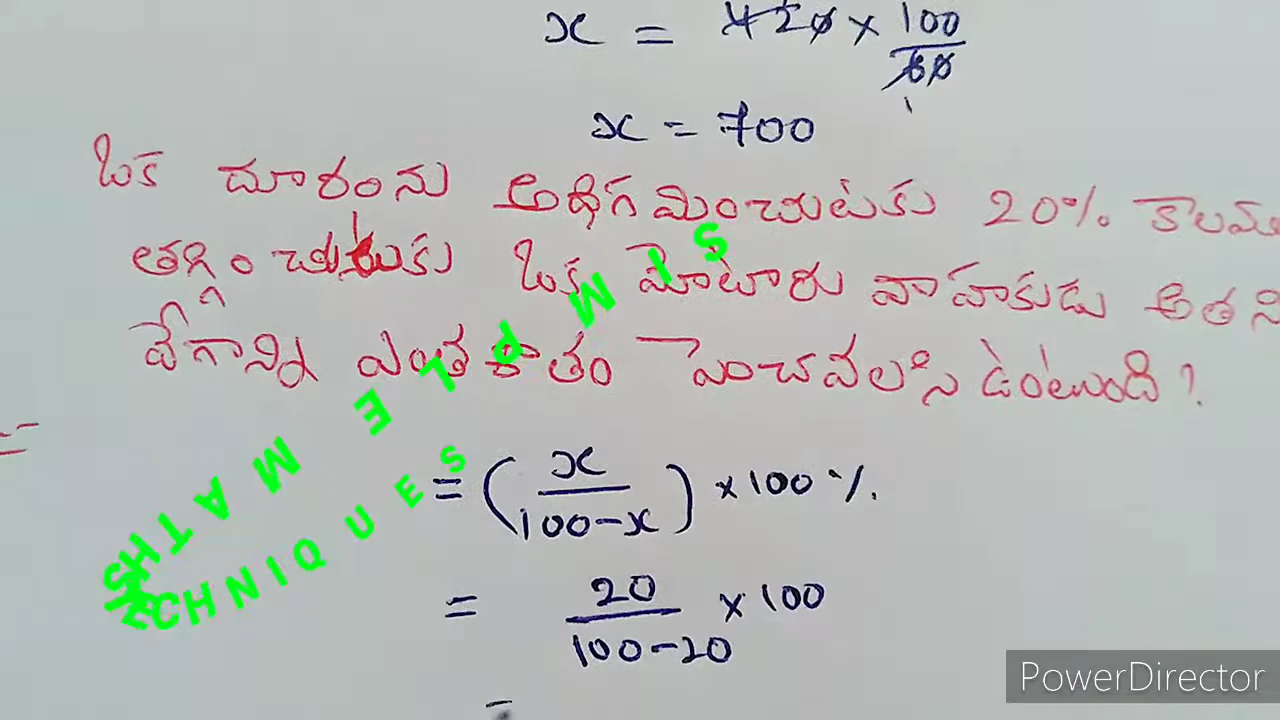 x = 420 × 100/60
1
x = 700
ఒక దూరంను అధిగమించుటకు 20% కాలము
తగ్గించుటకు ఒక మోటారు వాహకుడు అతని
వేగాన్ని ఎంత శాతం పెంచవలసి ఉంటుంది?
=
= (x/(100-x)) × 100 %.
= 20/(100-20) × 100
=
SIMPLE MATHS
TECHNIQUES
PowerDirector